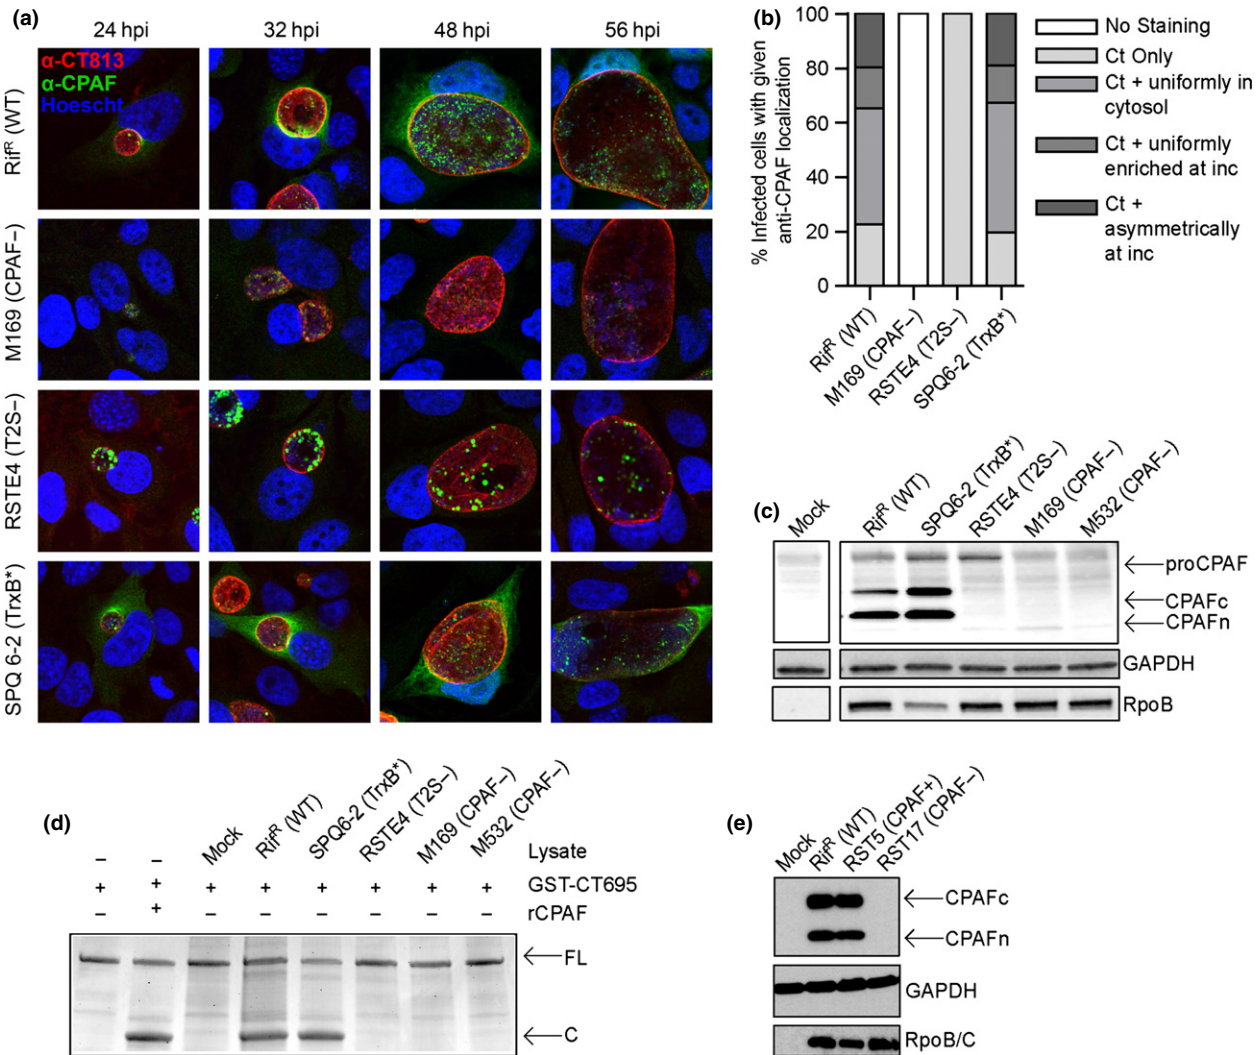 (a)
24 hpi 32 hpi 48 hpi 56 hpi
α-CT813
α-CPAF
Hoescht
Rifᴿ (WT)
M169 (CPAF–)
RSTE4 (T2S–)
SPQ 6-2 (TrxB*)
(b)
% Infected cells with given
anti-CPAF localization
100
80
60
40
20
0
Rifᴿ (WT)
M169 (CPAF–)
RSTE4 (T2S–)
SPQ6-2 (TrxB*)
No Staining
Ct Only
Ct + uniformly in
cytosol
Ct + uniformly
enriched at inc
Ct +
asymmetrically
at inc
(c)
Mock
Rifᴿ (WT)
SPQ6-2 (TrxB*)
RSTE4 (T2S–)
M169 (CPAF–)
M532 (CPAF–)
proCPAF
CPAFc
CPAFn
GAPDH
RpoB
(d)
– – Mock Rifᴿ (WT) SPQ6-2 (TrxB*) RSTE4 (T2S–) M169 (CPAF–) M532 (CPAF–) Lysate
+ + + + + + + + GST-CT695
– + – – – – – – rCPAF
FL
C
(e)
Mock
Rifᴿ (WT)
RST5 (CPAF+)
RST17 (CPAF–)
CPAFc
CPAFn
GAPDH
RpoB/C